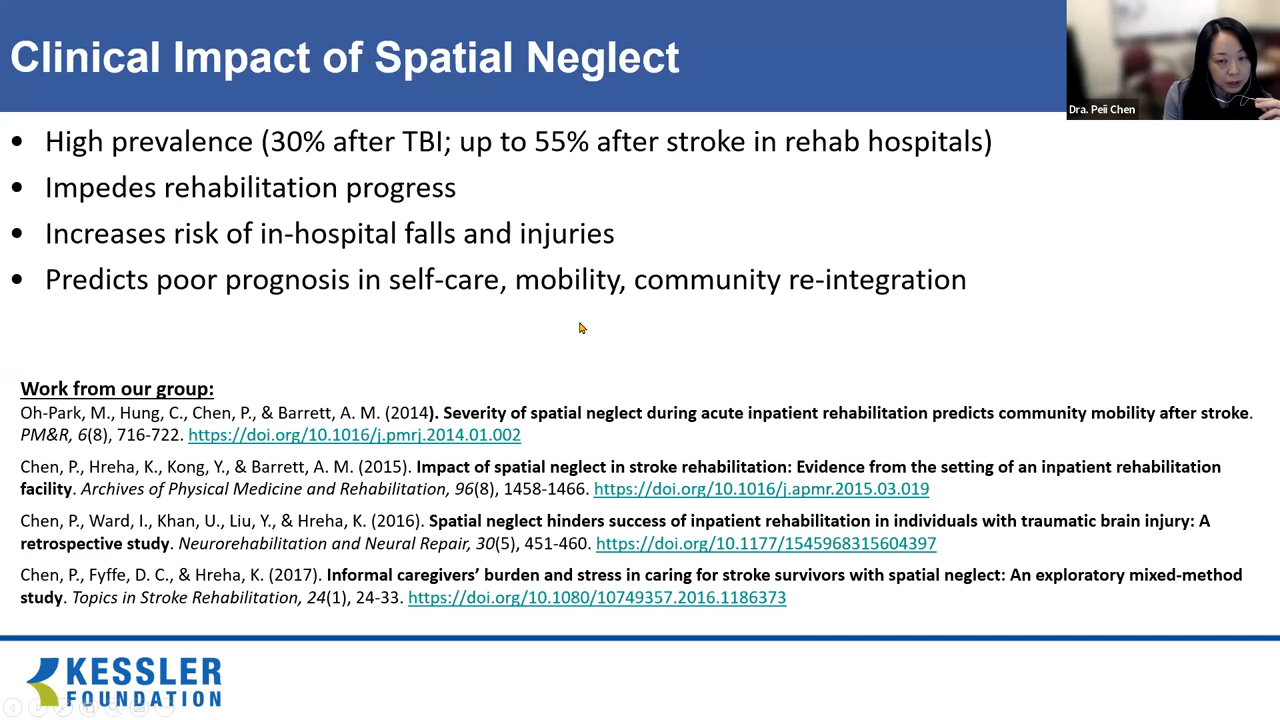 Clinical Impact of Spatial Neglect
Dra. Peii Chen
• High prevalence (30% after TBI; up to 55% after stroke in rehab hospitals)
• Impedes rehabilitation progress
• Increases risk of in-hospital falls and injuries
• Predicts poor prognosis in self-care, mobility, community re-integration
Work from our group:
Oh-Park, M., Hung, C., Chen, P., & Barrett, A. M. (2014). Severity of spatial neglect during acute inpatient rehabilitation predicts community mobility after stroke.
PM&R, 6(8), 716-722. https://doi.org/10.1016/j.pmrj.2014.01.002
Chen, P., Hreha, K., Kong, Y., & Barrett, A. M. (2015). Impact of spatial neglect in stroke rehabilitation: Evidence from the setting of an inpatient rehabilitation
facility. Archives of Physical Medicine and Rehabilitation, 96(8), 1458-1466. https://doi.org/10.1016/j.apmr.2015.03.019
Chen, P., Ward, I., Khan, U., Liu, Y., & Hreha, K. (2016). Spatial neglect hinders success of inpatient rehabilitation in individuals with traumatic brain injury: A
retrospective study. Neurorehabilitation and Neural Repair, 30(5), 451-460. https://doi.org/10.1177/1545968315604397
Chen, P., Fyffe, D. C., & Hreha, K. (2017). Informal caregivers’ burden and stress in caring for stroke survivors with spatial neglect: An exploratory mixed-method
study. Topics in Stroke Rehabilitation, 24(1), 24-33. https://doi.org/10.1080/10749357.2016.1186373
KESSLER
FOUNDATION